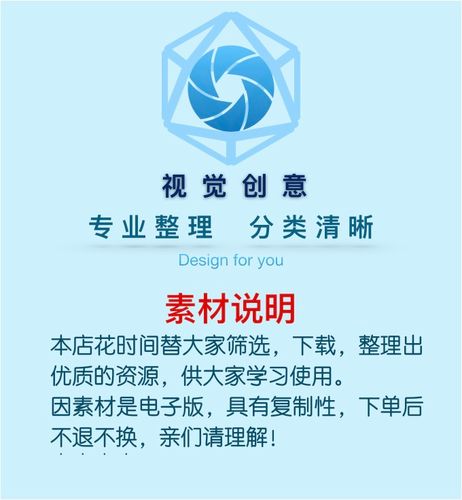 视觉创意
专业整理 分类清晰
Design for you
素材说明
本店花时间替大家筛选，下载，整理出
优质的资源，供大家学习使用。
因素材是电子版，具有复制性，下单后
不退不换，亲们请理解！